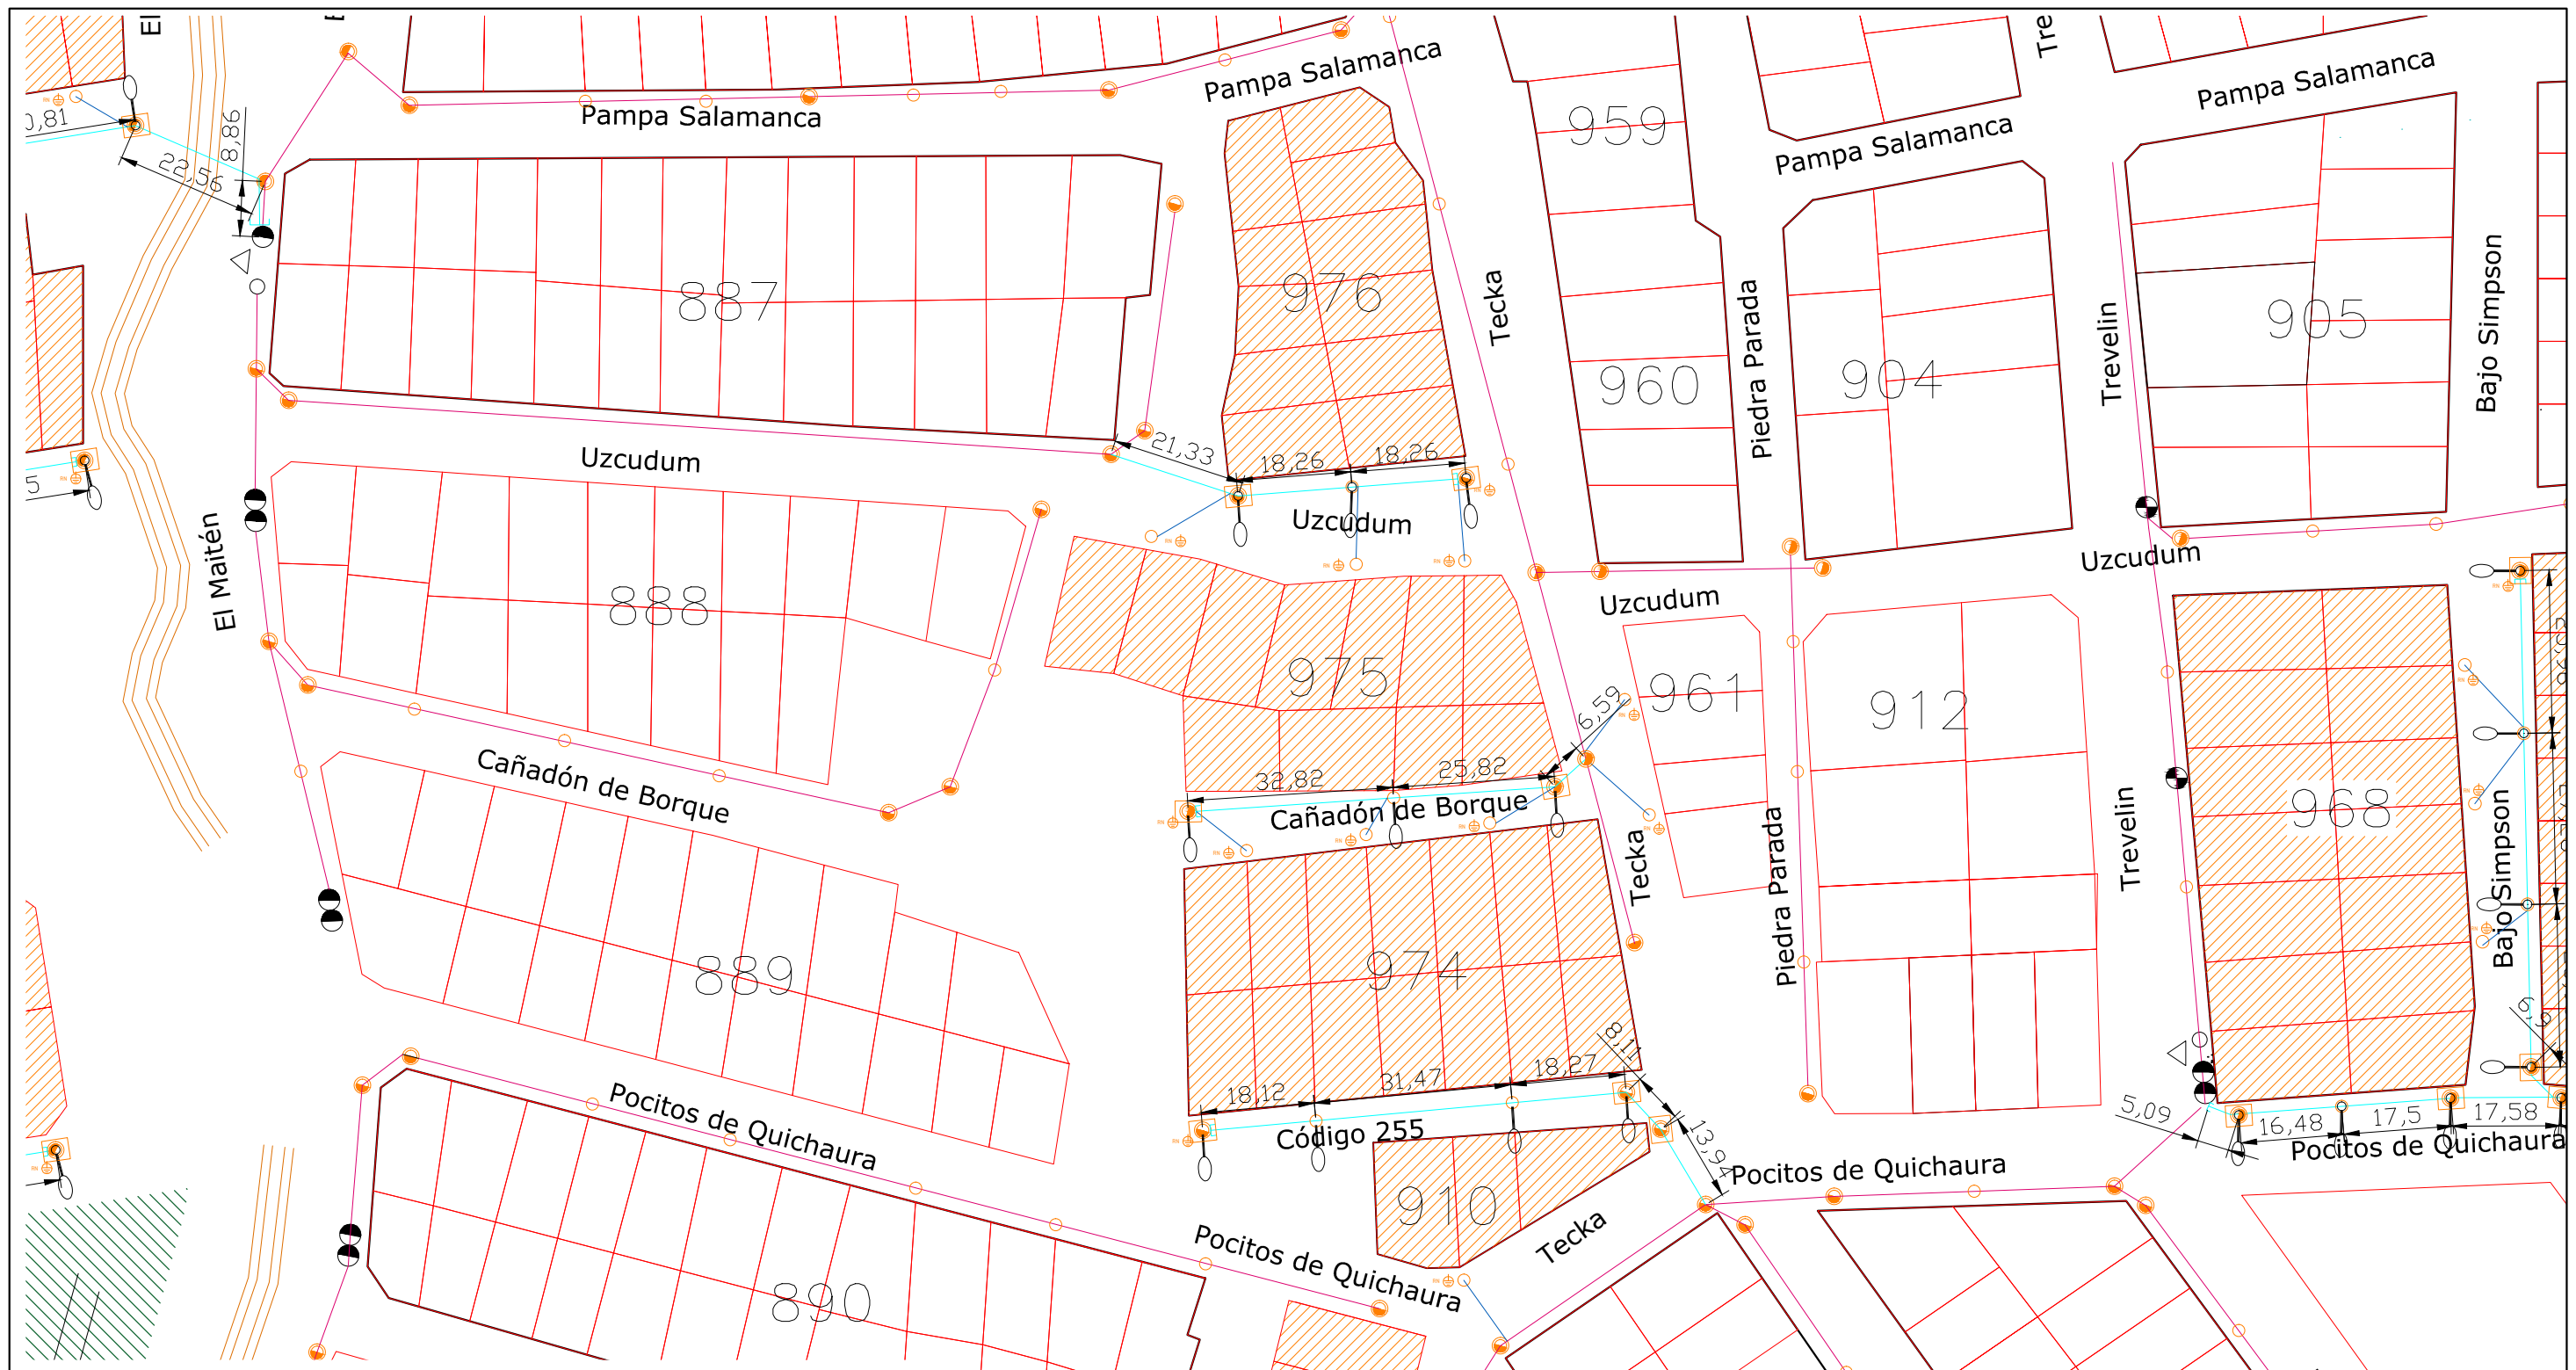 El
Tre
Pampa Salamanca
Pampa Salamanca
Pampa Salamanca
Pampa Salamanca
22,56
8,86
959
887
976
960
904
905
Tecka
Piedra Parada
Trevelin
Bajo Simpson
Uzcudum
21,33
18,26
18,26
Uzcudum
Uzcudum
Uzcudum
El Maitén
888
975
961
912
968
6,59
32,82
25,82
Cañadón de Borque
Cañadón de Borque
Tecka
Piedra Parada
Trevelin
Bajo Simpson
889
974
8,11
18,12
31,47
18,27
13,94
5,09
16,48
17,5
17,58
Código 255
Pocitos de Quichaura
Pocitos de Quichaura
Pocitos de Quichaura
Pocitos de Quichaura
910
Tecka
890